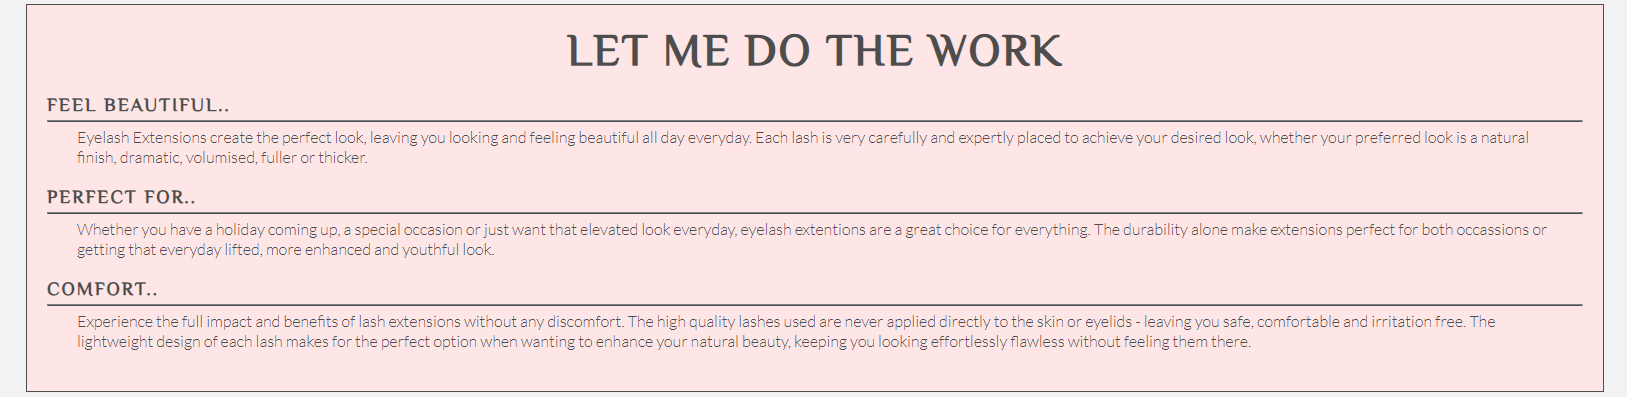 LET ME DO THE WORK
FEEL BEAUTIFUL..
Eyelash Extensions create the perfect look, leaving you looking and feeling beautiful all day everyday. Each lash is very carefully and expertly placed to achieve your desired look, whether your preferred look is a natural
finish, dramatic, volumised, fuller or thicker.
PERFECT FOR..
Whether you have a holiday coming up, a special occasion or just want that elevated look everyday, eyelash extentions are a great choice for everything. The durability alone make extensions perfect for both occassions or
getting that everyday lifted, more enhanced and youthful look.
COMFORT..
Experience the full impact and benefits of lash extensions without any discomfort. The high quality lashes used are never applied directly to the skin or eyelids - leaving you safe, comfortable and irritation free. The
lightweight design of each lash makes for the perfect option when wanting to enhance your natural beauty, keeping you looking effortlessly flawless without feeling them there.